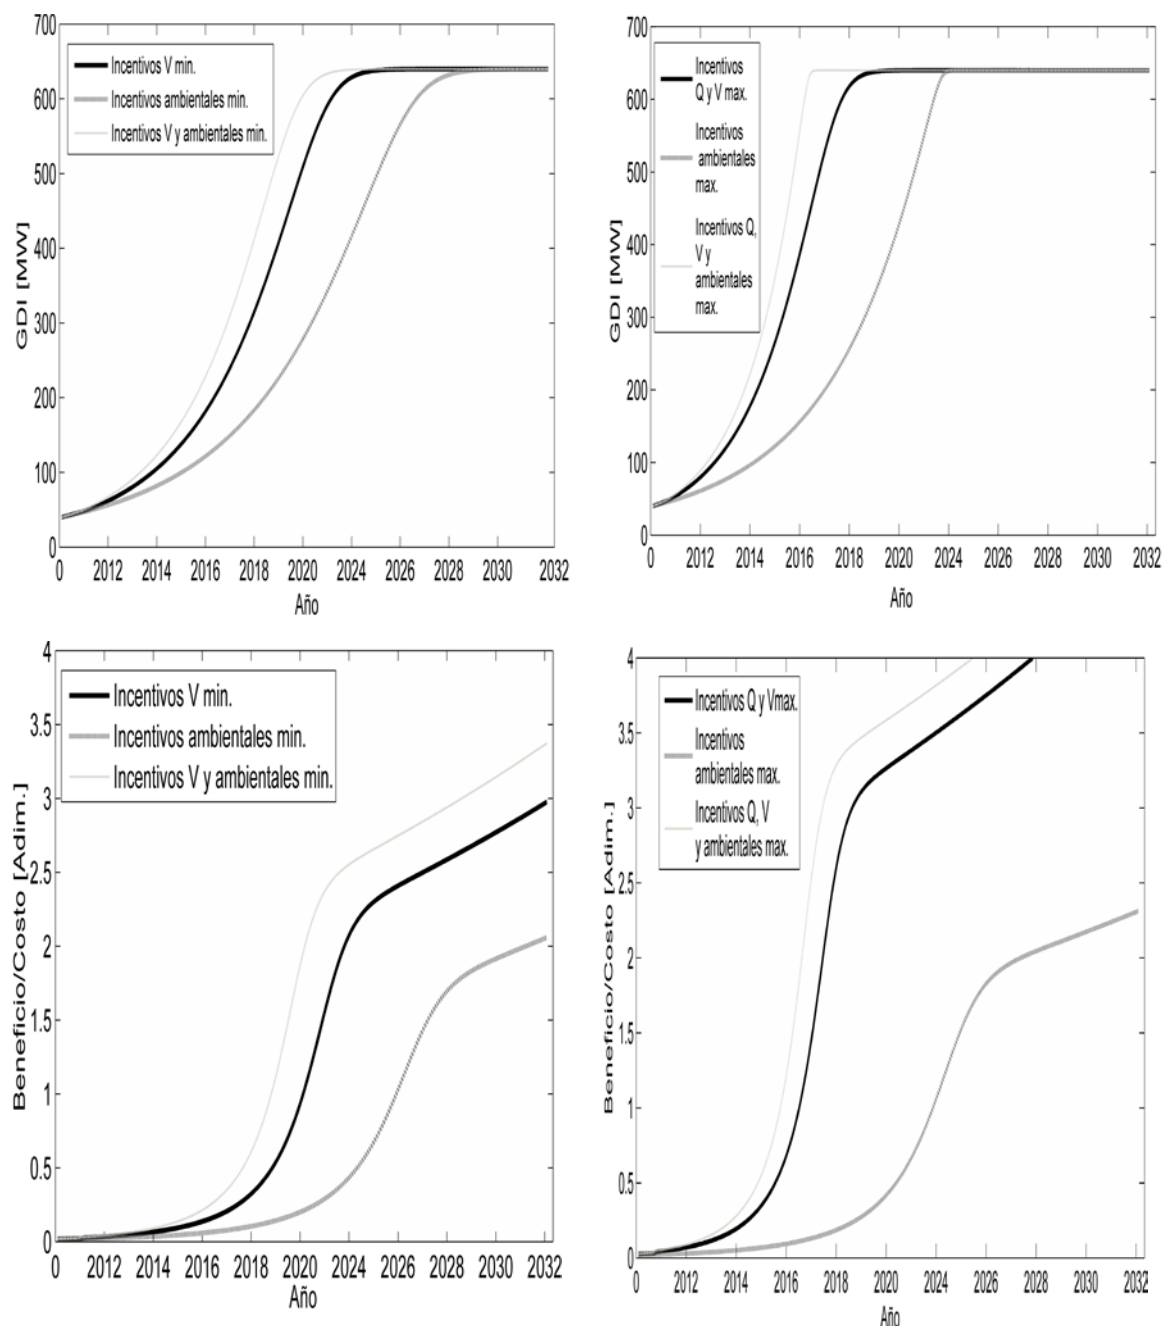 700
600
500
400
300
200
100
0
GDI [MW]
Incentivos V min.
Incentivos ambientales min.
Incentivos V y ambientales min.
0 2012 2014 2016 2018 2020 2024 2026 2028 2030 2032
Año
700
600
500
400
300
200
100
0
GDI [MW]
Incentivos
Q y V max.
Incentivos
ambientales
max.
Incentivos Q,
V y
ambientales
max.
0 2012 2014 2016 2018 2020 2024 2026 2028 2030 2032
Año
4
3.5
3
2.5
2
1.5
1
0.5
0
Beneficio/Costo [Adim.]
Incentivos V min.
Incentivos ambientales min.
Incentivos V y ambientales min.
0 2012 2014 2016 2018 2020 2024 2026 2028 2030 2032
Año
4
3.5
3
2.5
2
1.5
1
0.5
0
Beneficio/Costo [Adim.]
Incentivos Q y Vmax.
Incentivos
ambientales max.
Incentivos Q, V
y ambientales max.
0 2012 2014 2016 2018 2020 2024 2026 2028 2030 2032
Año